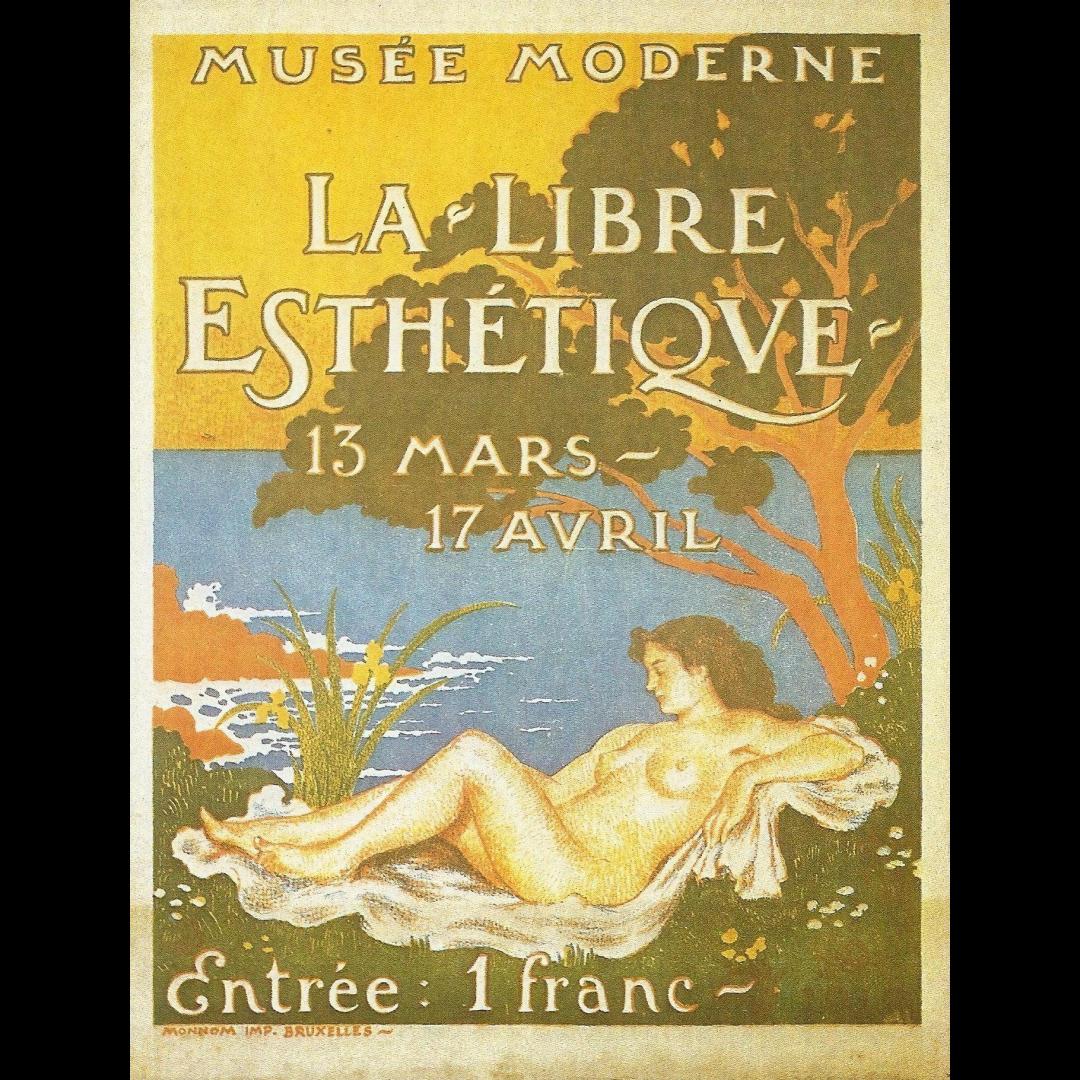 MUSÉE MODERNE
LA~LIBRE
ESTHÉTIQVE~
13 MARS~
17 AVRIL
Entrée: 1 franc~
MONNOM IMP. BRUXELLES~